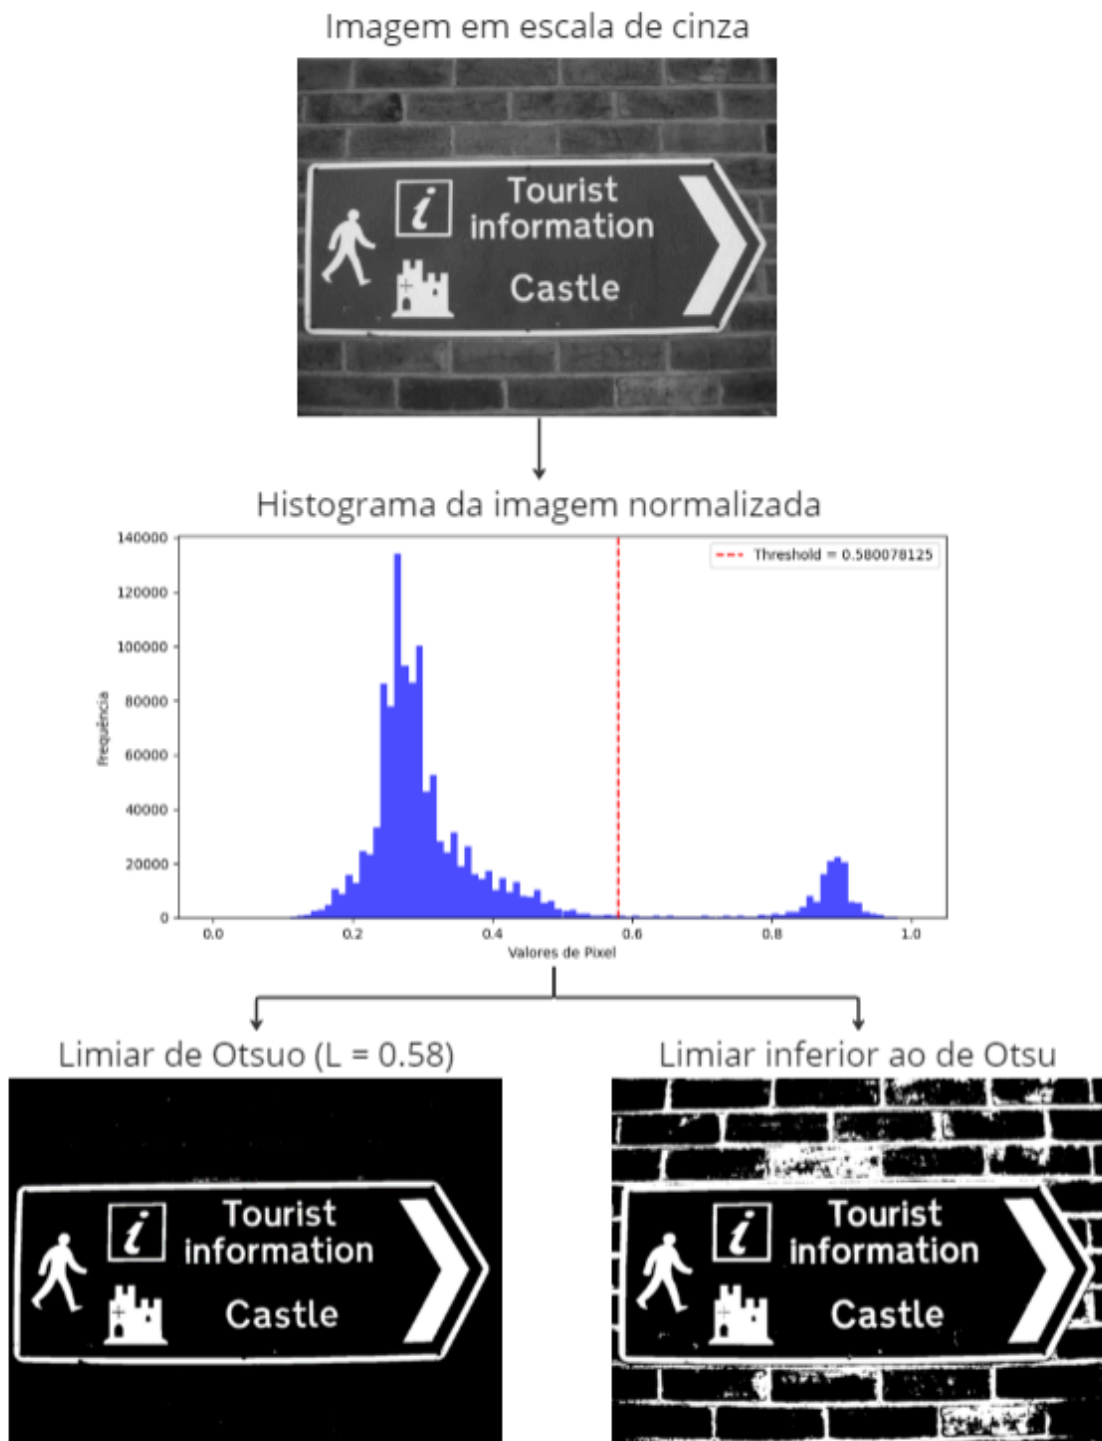 Imagem em escala de cinza
Tourist
information
Castle
Histograma da imagem normalizada
Threshold = 0.580078125
140000
120000
100000
80000
60000
40000
20000
0
Frequência
0.0 0.2 0.4 0.6 0.8 1.0
Valores de Pixel
Limiar de Otsuo (L = 0.58)
Tourist
information
Castle
Limiar inferior ao de Otsu
Tourist
information
Castle